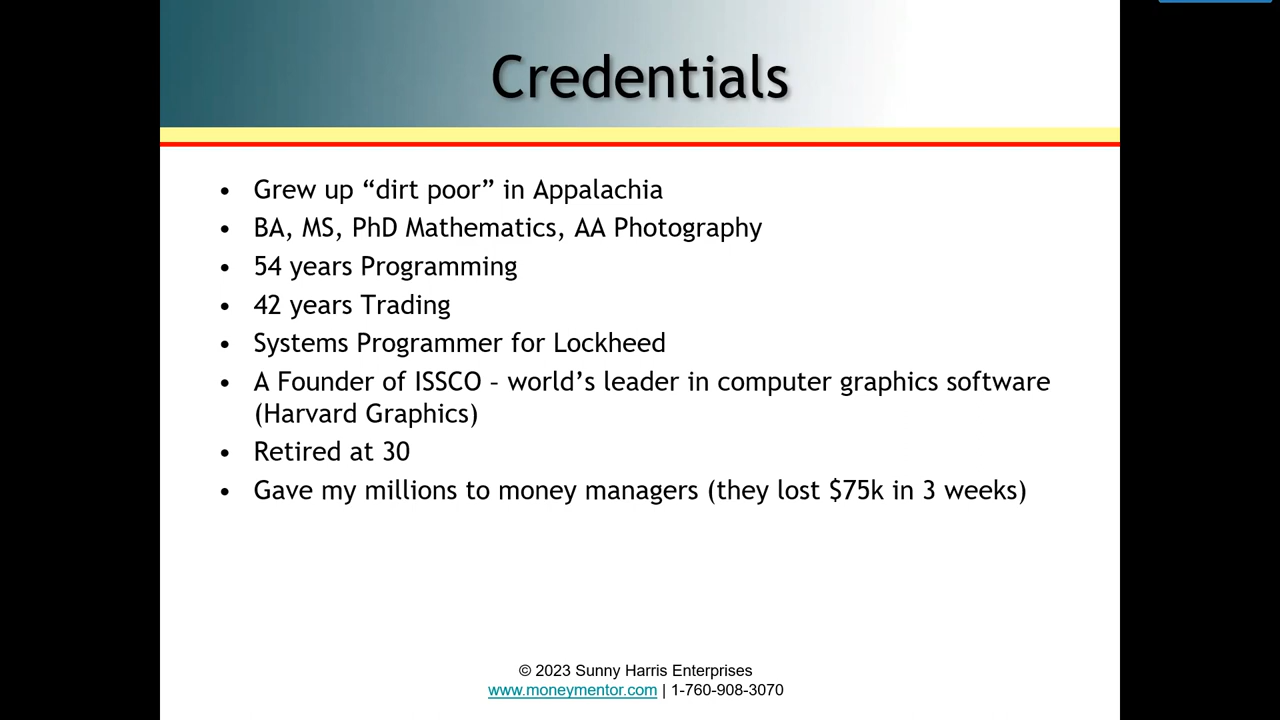 Credentials
• Grew up “dirt poor” in Appalachia
• BA, MS, PhD Mathematics, AA Photography
• 54 years Programming
• 42 years Trading
• Systems Programmer for Lockheed
• A Founder of ISSCO – world’s leader in computer graphics software
(Harvard Graphics)
• Retired at 30
• Gave my millions to money managers (they lost $75k in 3 weeks)
© 2023 Sunny Harris Enterprises
www.moneymentor.com | 1-760-908-3070